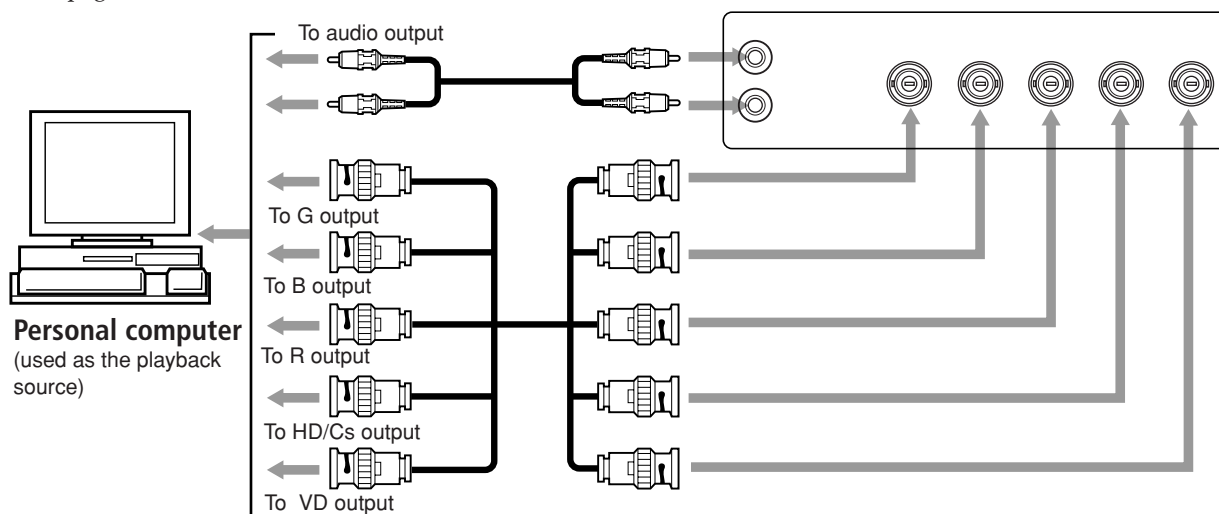 To audio output
To G output
To B output
Personal computer
(used as the playback
source)
To R output
To HD/Cs output
To VD output